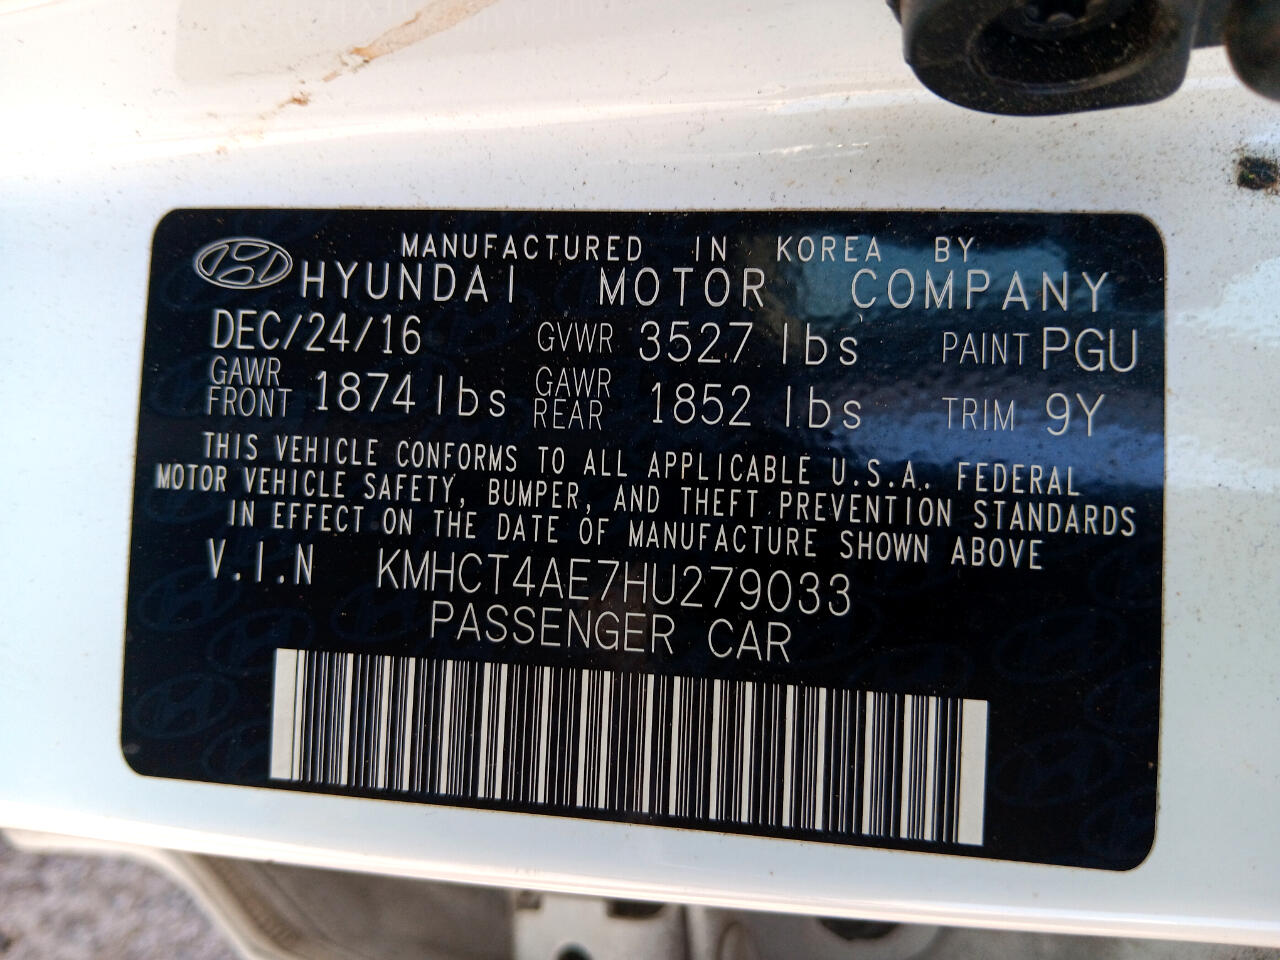 MANUFACTURED IN KOREA BY
HYUNDAI MOTOR COMPANY
DEC/24/16 GVWR 3527 lbs PAINT PGU
GAWR FRONT 1874 lbs GAWR REAR 1852 lbs TRIM 9Y
THIS VEHICLE CONFORMS TO ALL APPLICABLE U.S.A. FEDERAL
MOTOR VEHICLE SAFETY, BUMPER, AND THEFT PREVENTION STANDARDS
IN EFFECT ON THE DATE OF MANUFACTURE SHOWN ABOVE
V.I.N KMHCT4AE7HU279033
PASSENGER CAR